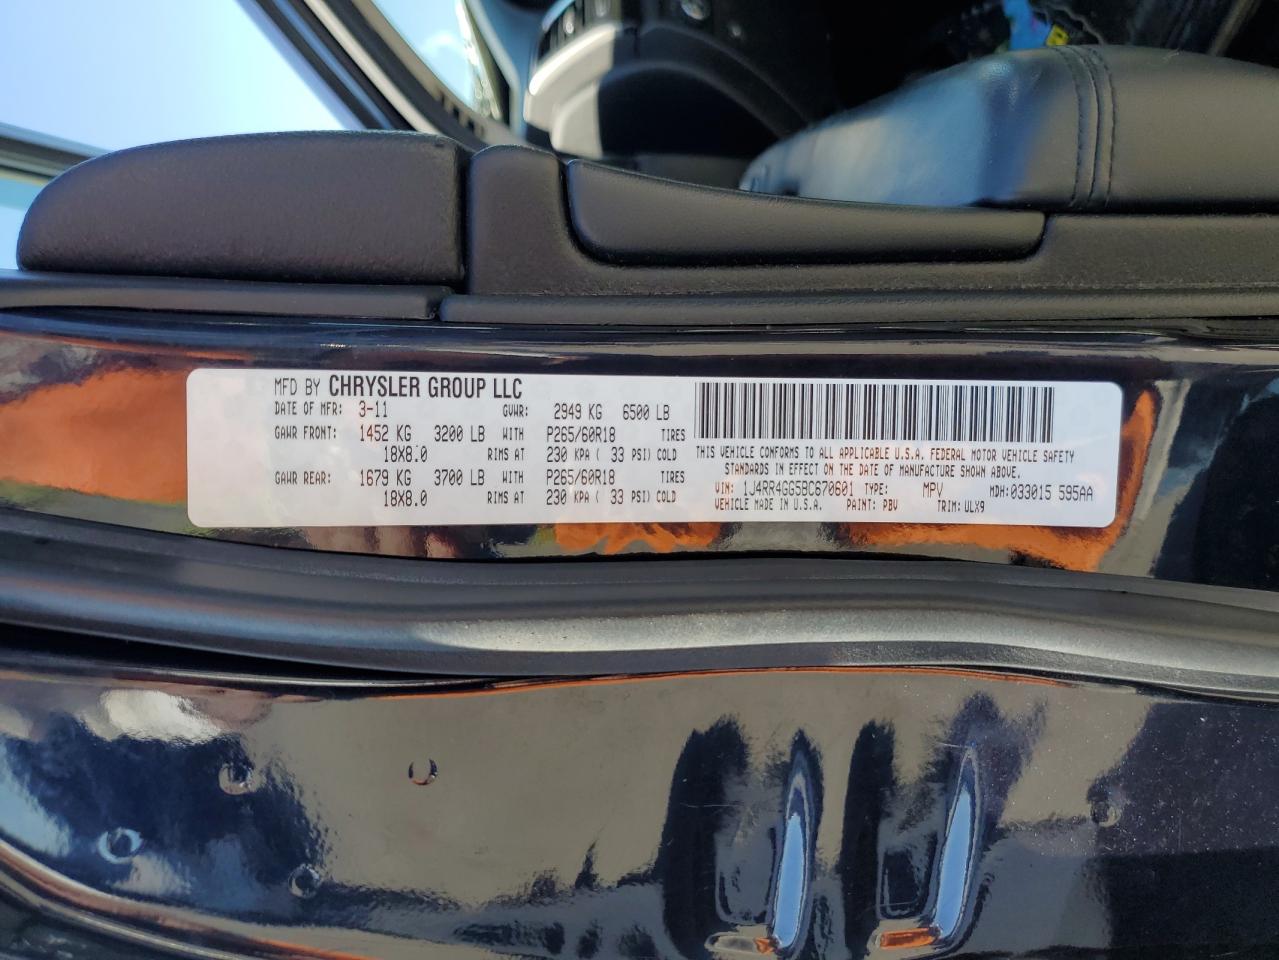 MFD BY CHRYSLER GROUP LLC
DATE OF MFR: 3-11 GVWR: 2949 KG 6500 LB
GAWR FRONT: 1452 KG 3200 LB WITH P265/60R18 TIRES
18X8.0 RIMS AT 230 KPA ( 33 PSI) COLD
GAWR REAR: 1679 KG 3700 LB WITH P265/60R18 TIRES
18X8.0 RIMS AT 230 KPA ( 33 PSI) COLD
THIS VEHICLE CONFORMS TO ALL APPLICABLE U.S.A. FEDERAL MOTOR VEHICLE SAFETY
STANDARDS IN EFFECT ON THE DATE OF MANUFACTURE SHOWN ABOVE.
VIN: 1J4RR4GG5BC670601 TYPE: MPV MDH:033015 595AA
VEHICLE MADE IN U.S.A. PAINT: PBV TRIM: ULX9